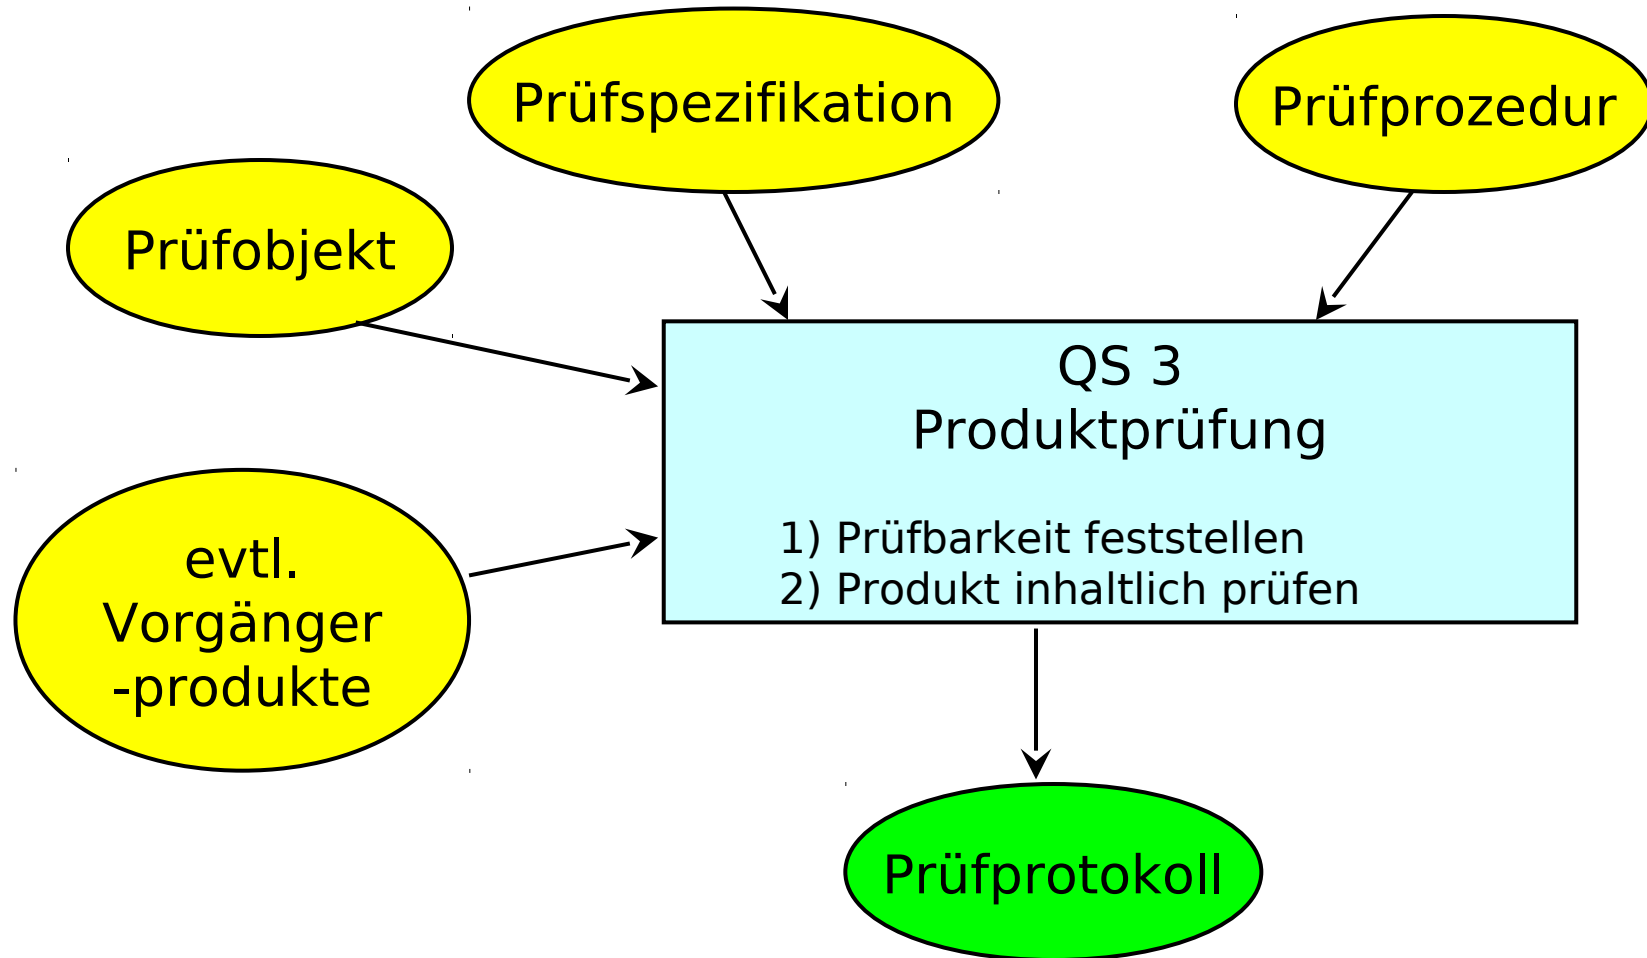 Prüfspezifikation
Prüfprozedur
Prüfobjekt
QS 3
Produktprüfung
1) Prüfbarkeit feststellen
2) Produkt inhaltlich prüfen
evtl.
Vorgänger
-produkte
Prüfprotokoll